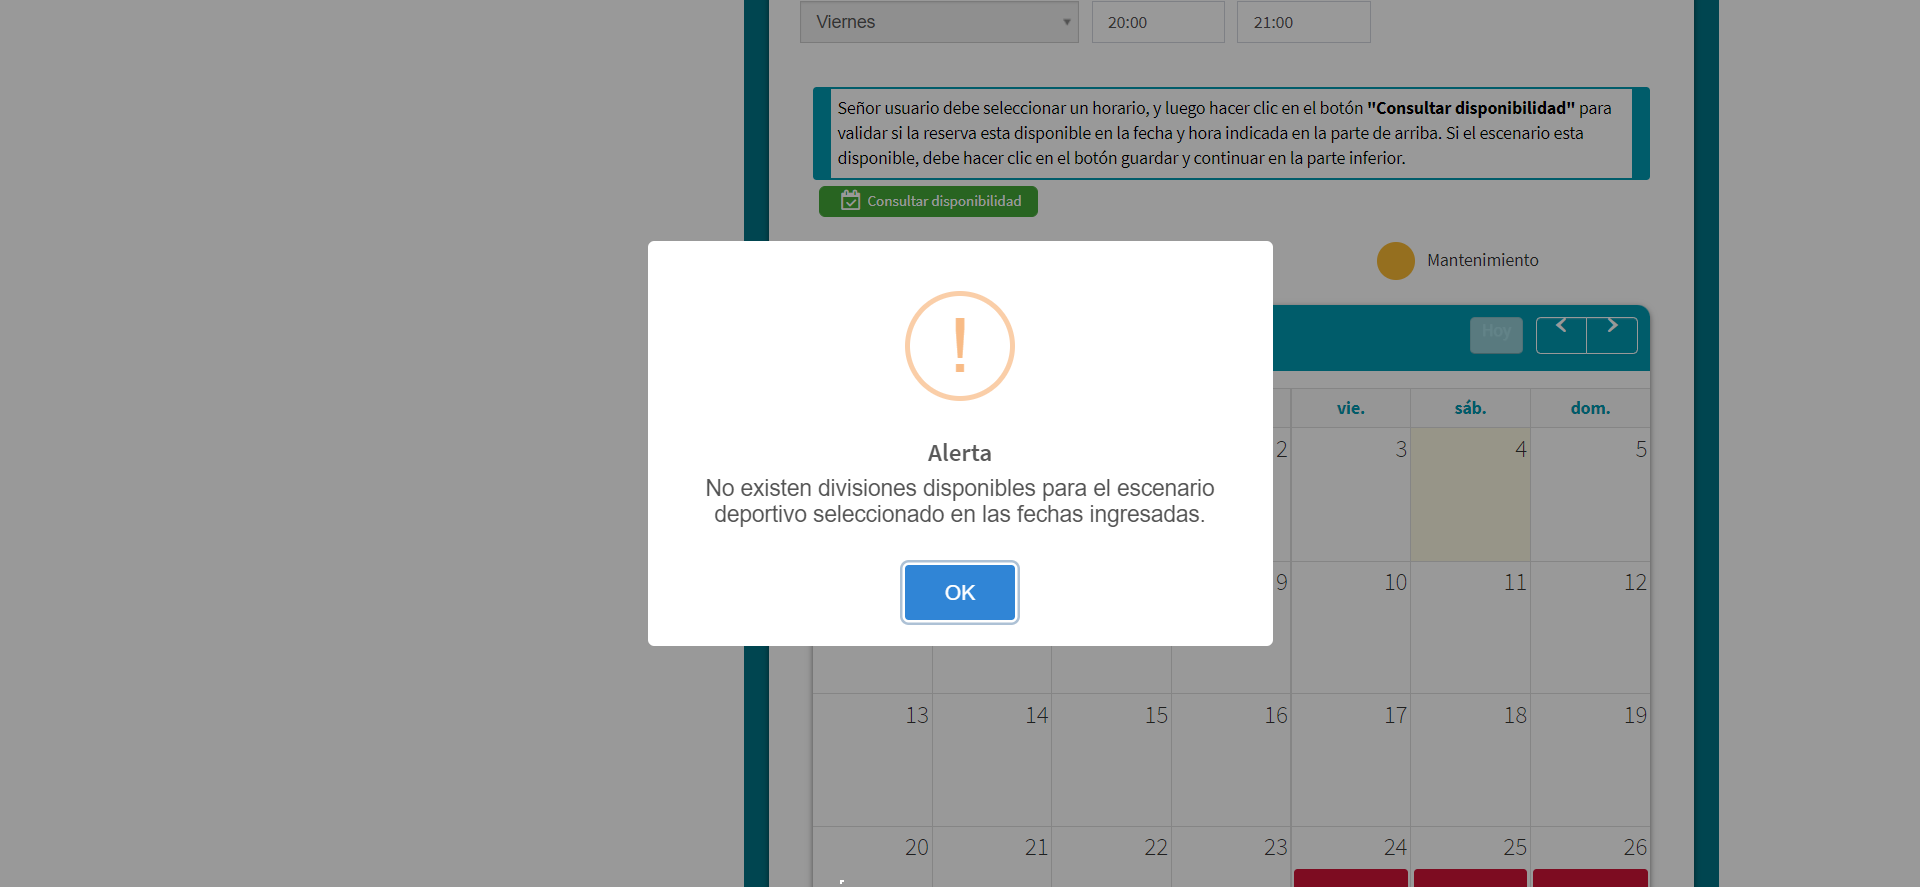 Viernes 20:00 21:00
Señor usuario debe seleccionar un horario, y luego hacer clic en el botón "Consultar disponibilidad" para
validar si la reserva esta disponible en la fecha y hora indicada en la parte de arriba. Si el escenario esta
disponible, debe hacer clic en el botón guardar y continuar en la parte inferior.
Consultar disponibilidad
Mantenimiento
Hoy
Alerta
No existen divisiones disponibles para el escenario
deportivo seleccionado en las fechas ingresadas.
OK
vie. sáb. dom.
2 3 4 5
9 10 11 12
13 14 15 16 17 18 19
20 21 22 23 24 25 26